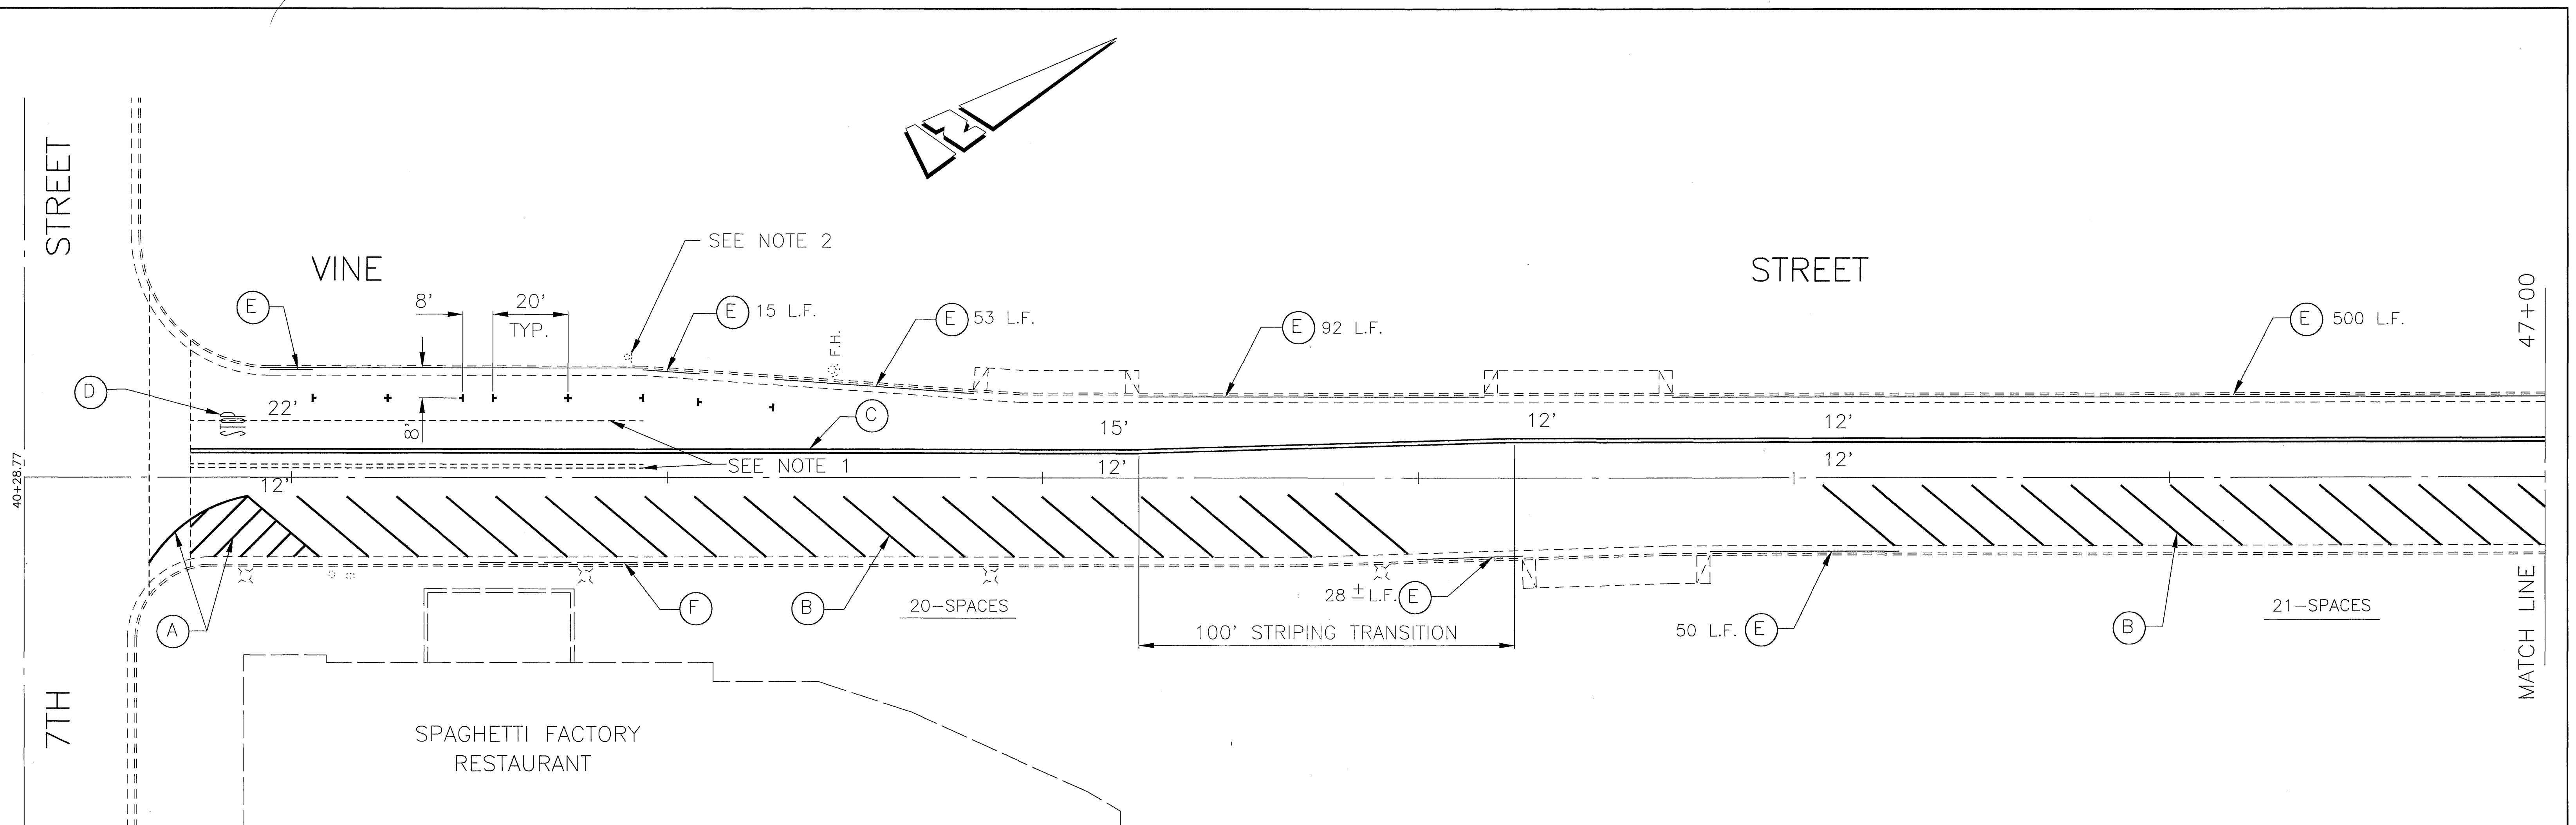 STREET
7TH
40+28.77
VINE
STREET
N
SEE NOTE 2
8'
20'
TYP.
E
E 15 L.F.
F.H.
E 53 L.F.
E 92 L.F.
E 500 L.F.
47+00
D
STOP
22'
8'
C
15'
12'
12'
SEE NOTE 1
12'
12'
12'
A
F
B
20-SPACES
28 ± L.F. E
100' STRIPING TRANSITION
50 L.F. E
B
21-SPACES
MATCH LINE
SPAGHETTI FACTORY
RESTAURANT